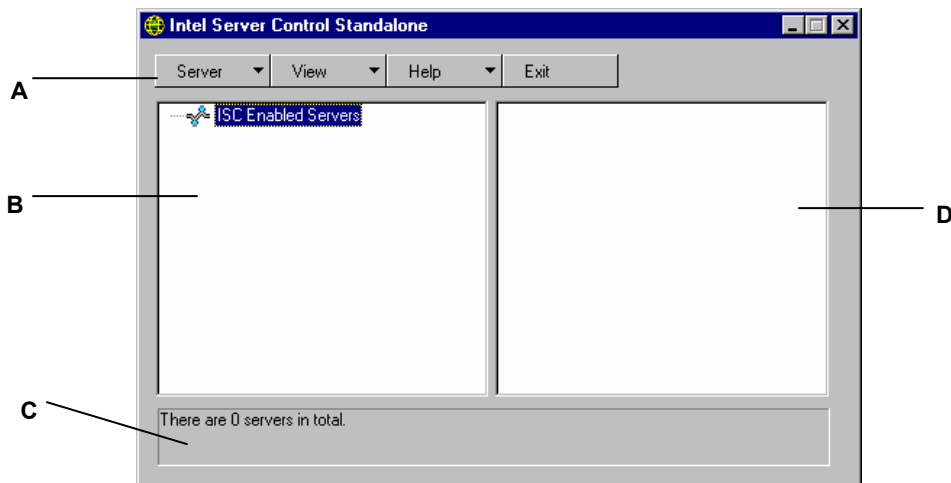 Intel Server Control Standalone
A
Server View Help Exit
ISC Enabled Servers
B
D
C
There are 0 servers in total.